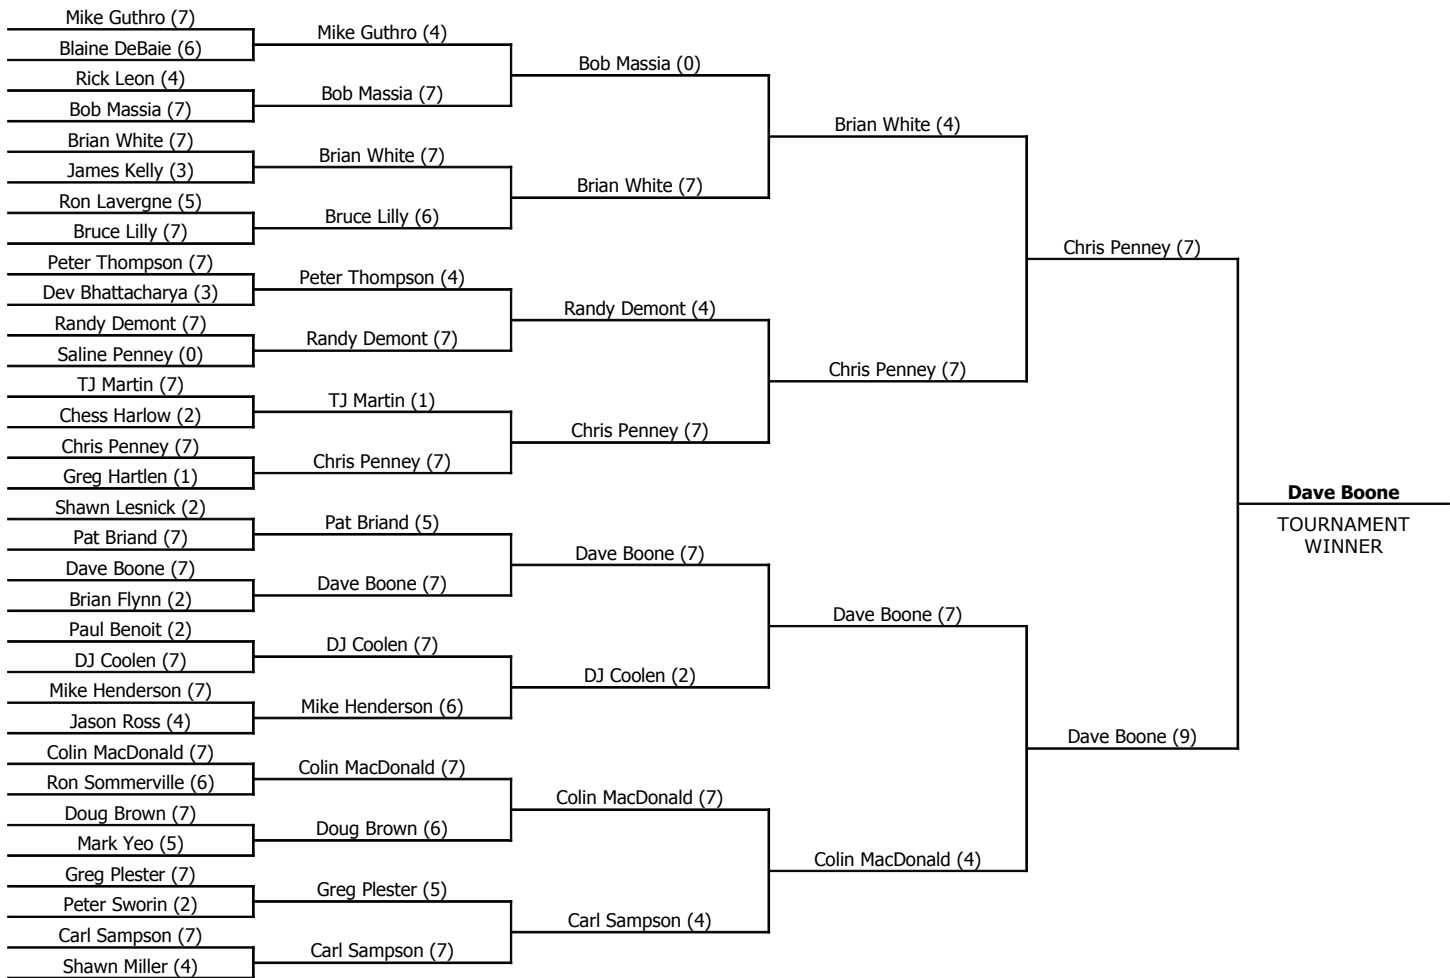 Mike Guthro (7)
Blaine DeBaie (6)
Rick Leon (4)
Bob Massia (7)
Brian White (7)
James Kelly (3)
Ron Lavergne (5)
Bruce Lilly (7)
Peter Thompson (7)
Dev Bhattacharya (3)
Randy Demont (7)
Saline Penney (0)
TJ Martin (7)
Chess Harlow (2)
Chris Penney (7)
Greg Hartlen (1)
Shawn Lesnick (2)
Pat Briand (7)
Dave Boone (7)
Brian Flynn (2)
Paul Benoit (2)
DJ Coolen (7)
Mike Henderson (7)
Jason Ross (4)
Colin MacDonald (7)
Ron Sommerville (6)
Doug Brown (7)
Mark Yeo (5)
Greg Plester (7)
Peter Sworin (2)
Carl Sampson (7)
Shawn Miller (4)
Mike Guthro (4)
Bob Massia (7)
Brian White (7)
Bruce Lilly (6)
Peter Thompson (4)
Randy Demont (7)
TJ Martin (1)
Chris Penney (7)
Pat Briand (5)
Dave Boone (7)
DJ Coolen (7)
Mike Henderson (6)
Colin MacDonald (7)
Doug Brown (6)
Greg Plester (5)
Carl Sampson (7)
Bob Massia (0)
Brian White (7)
Randy Demont (4)
Chris Penney (7)
Dave Boone (7)
DJ Coolen (2)
Colin MacDonald (7)
Carl Sampson (4)
Brian White (4)
Chris Penney (7)
Dave Boone (7)
Colin MacDonald (4)
Chris Penney (7)
Dave Boone (9)
Dave Boone
TOURNAMENT
WINNER